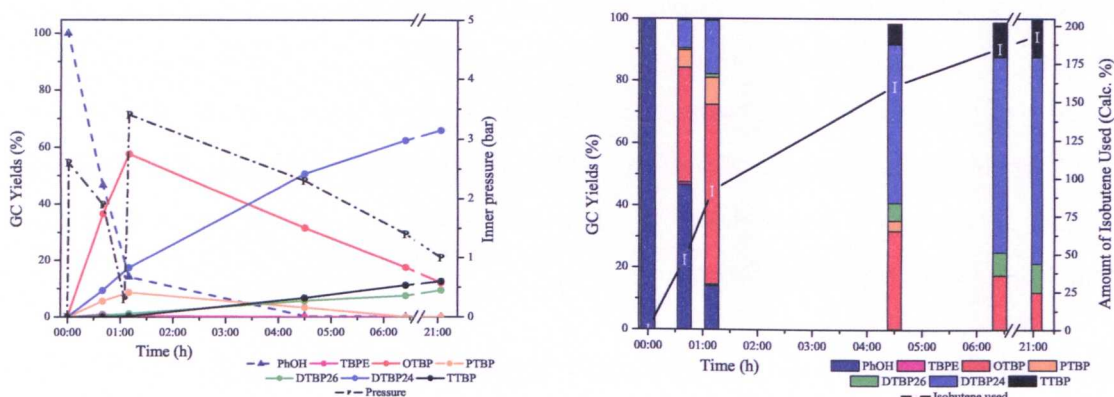 100
80
60
40
20
0
GC Yields (%)
5
4
3
2
1
0
Inner pressure (bar)
P
P
P
P
P
P
P
P
00:00 01:00 02:00 03:00 04:00 05:00 06:00 21:00
Time (h)
PhOH TBPE OTBP PTBP
DTBP26 DTBP24 TTBP
P Pressure
100
80
60
40
20
0
GC Yields (%)
200
175
150
125
100
75
50
25
0
Amount of Isobutene Used (Calc. %)
I
I
I
I
I
I
00:00 01:00 02:00 03:00 04:00 05:00 06:00 21:00
Time (h)
PhOH TBPE OTBP PTBP
DTBP26 DTBP24 TTBP
I Isobutene used